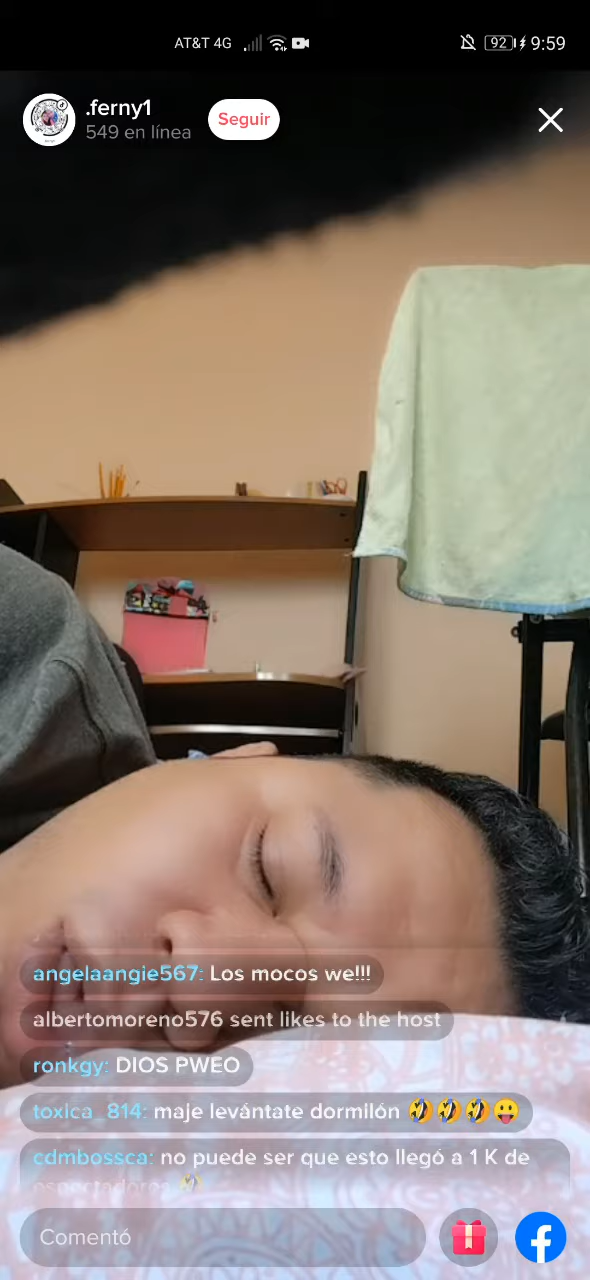 AT&T 4G 92 9:59
.ferny1
549 en línea
Seguir
angelaangie567: Los mocos we!!!
albertomoreno576 sent likes to the host
ronkgy: DIOS PWEO
toxica_814: maje levántate dormilón 🤣🤣🤣😛
cdmbossca: no puede ser que esto llegó a 1 K de
espectadores 🤣
Comentó